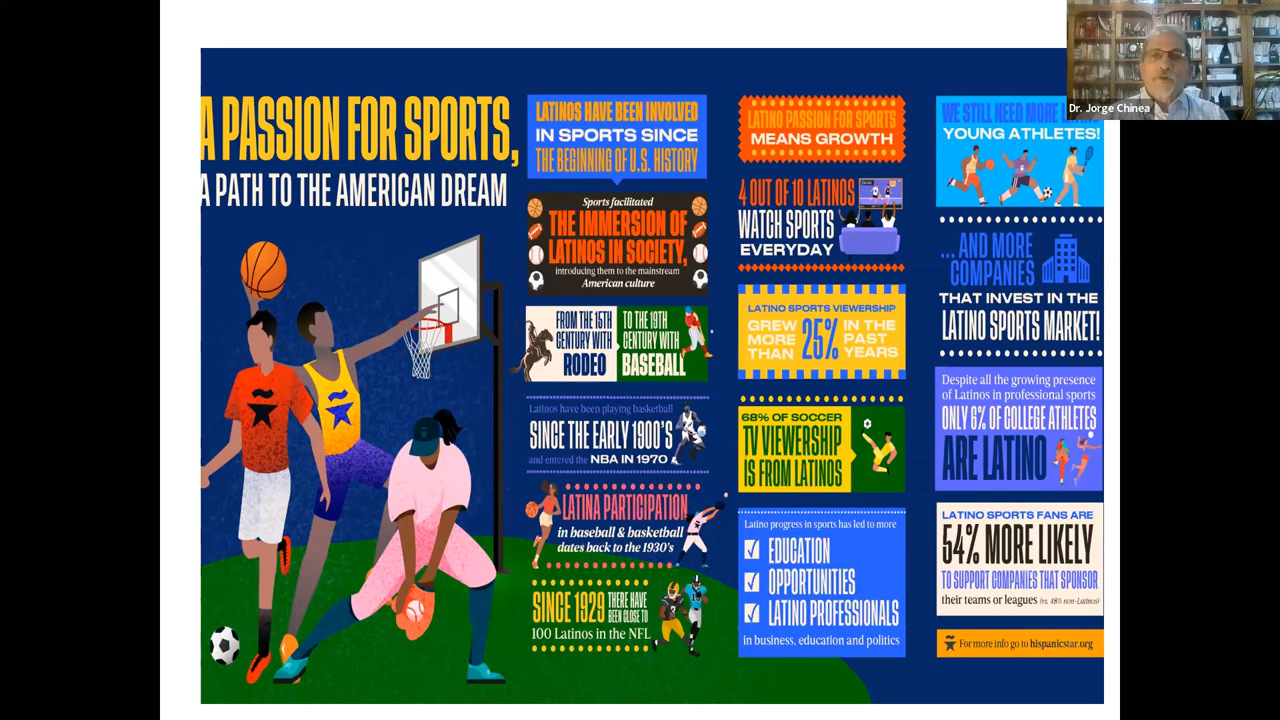 A PASSION FOR SPORTS,
A PATH TO THE AMERICAN DREAM
LATINOS HAVE BEEN INVOLVED
IN SPORTS SINCE
THE BEGINNING OF U.S. HISTORY
Sports facilitated
THE IMMERSION OF
LATINOS IN SOCIETY,
introducing them to the mainstream
American culture
FROM THE 15TH
CENTURY WITH
RODEO
TO THE 19TH
CENTURY WITH
BASEBALL
Latinos have been playing basketball
SINCE THE EARLY 1900'S
and entered the NBA IN 1970
LATINA PARTICIPATION
in baseball & basketball
dates back to the 1930's
SINCE 1929 THERE HAVE
BEEN CLOSE TO
100 Latinos in the NFL
LATINO PASSION FOR SPORTS
MEANS GROWTH
4 OUT OF 10 LATINOS
WATCH SPORTS
EVERYDAY
LATINO SPORTS VIEWERSHIP
GREW
MORE
THAN
25%
IN THE
PAST
YEARS
68% OF SOCCER
TV VIEWERSHIP
IS FROM LATINOS
Latino progress in sports has led to more
EDUCATION
OPPORTUNITIES
LATINO PROFESSIONALS
in business, education and politics
WE STILL NEED MORE
YOUNG ATHLETES!
...AND MORE
COMPANIES
THAT INVEST IN THE
LATINO SPORTS MARKET!
Despite all the growing presence
of Latinos in professional sports
ONLY 6% OF COLLEGE ATHLETES
ARE LATINO
LATINO SPORTS FANS ARE
54% MORE LIKELY
TO SUPPORT COMPANIES THAT SPONSOR
their teams or leagues (vs. 48% non-Latinos)
For more info go to hispanicstar.org
Dr. Jorge Chinea